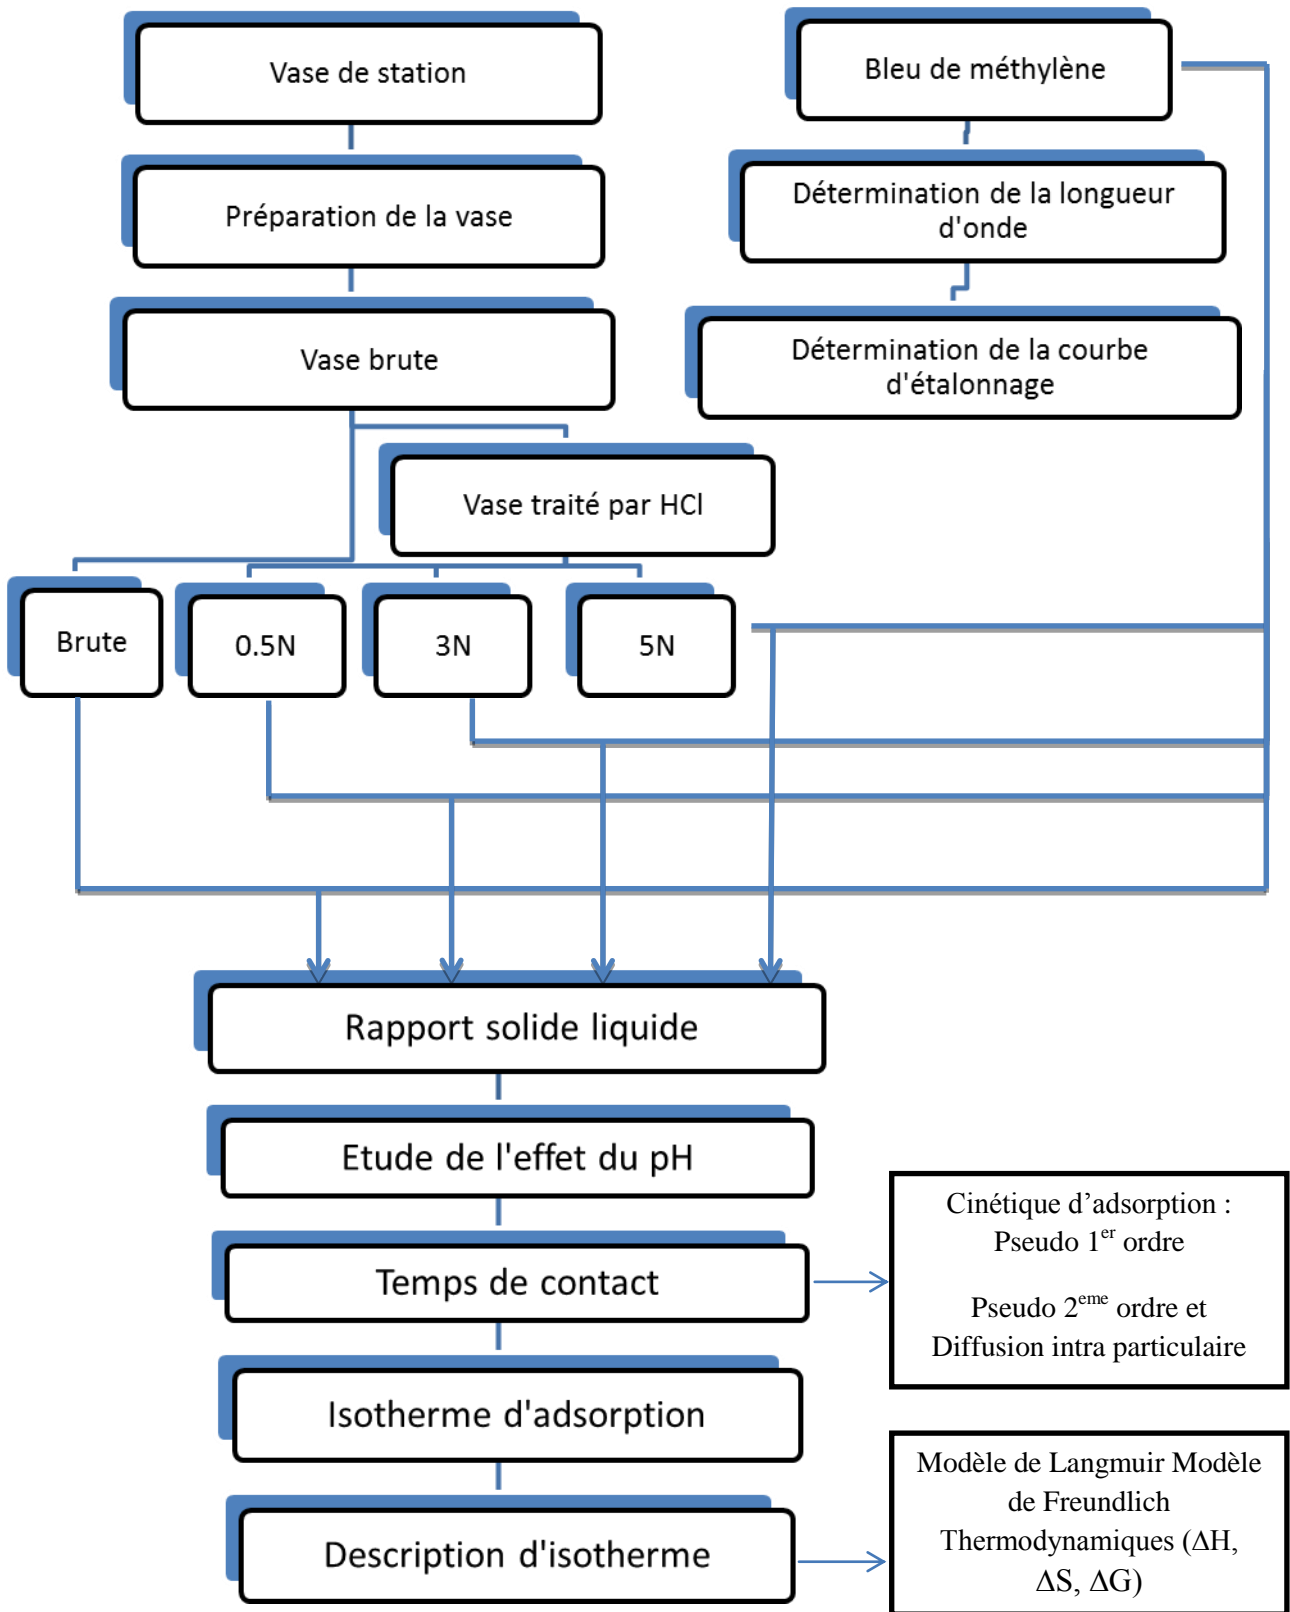 Vase de station
Bleu de méthylène
Préparation de la vase
Détermination de la longueur
d'onde
Vase brute
Détermination de la courbe
d'étalonnage
Vase traité par HCl
Brute
0.5N
3N
5N
Rapport solide liquide
Etude de l'effet du pH
Temps de contact
Cinétique d’adsorption :
Pseudo 1er ordre
Pseudo 2eme ordre et
Diffusion intra particulaire
Isotherme d'adsorption
Description d'isotherme
Modèle de Langmuir Modèle
de Freundlich
Thermodynamiques (ΔH,
ΔS, ΔG)